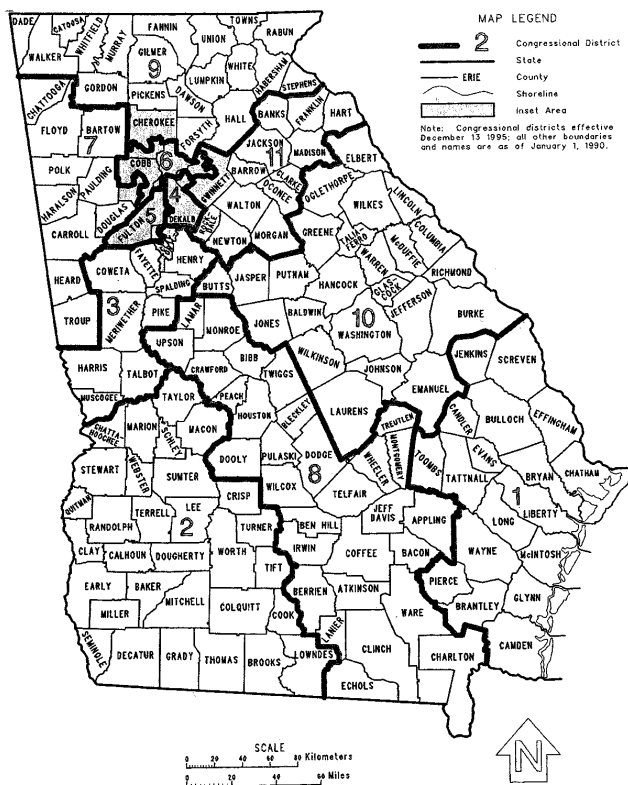 MAP LEGEND
2 Congressional District
State
ERIE County
Shoreline
Inset Area
Note: Congressional districts effective
December 13 1995; all other boundaries
and names are as of January 1, 1990.
DADE
CATOOSA
WHITFIELD
MURRAY
FANNIN
TOWNS
UNION
RABUN
WALKER
GILMER
9
WHITE
LUMPKIN
HABERSHAM
STEPHENS
CHATTOOGA
GORDON
PICKENS
DAWSON
HALL
BANKS
FRANKLIN
HART
FLOYD
BARTOW
7
CHEROKEE
FORSYTH
JACKSON
11
MADISON
ELBERT
POLK
COBB
6
GWINNETT
BARROW
CLARKE
OCONEE
OGLETHORPE
HARALSON
PAULDING
DOUGLAS
5
FULTON
4
DEKALB
ROCKDALE
WALTON
WILKES
LINCOLN
CARROLL
NEWTON
MORGAN
GREENE
TALIAFERRO
McDUFFIE
COLUMBIA
HEARD
COWETA
FAYETTE
HENRY
WARREN
RICHMOND
SPALDING
BUTTS
JASPER
PUTNAM
HANCOCK
GLASCOCK
JEFFERSON
TROUP
3
MERIWETHER
PIKE
LAMAR
MONROE
JONES
BALDWIN
10
WASHINGTON
BURKE
UPSON
BIBB
WILKINSON
JENKINS
SCREVEN
HARRIS
TALBOT
CRAWFORD
TWIGGS
JOHNSON
EMANUEL
MUSCOGEE
TAYLOR
PEACH
HOUSTON
BLECKLEY
LAURENS
CANDLER
BULLOCH
EFFINGHAM
CHATTA-
HOOCHEE
MARION
SCHLEY
MACON
TREUTLEN
MONTGOMERY
STEWART
WEBSTER
DOOLY
PULASKI
DODGE
8
WHEELER
TOOMBS
TATTNALL
EVANS
BRYAN
CHATHAM
QUITMAN
SUMTER
WILCOX
TELFAIR
1
LIBERTY
RANDOLPH
TERRELL
LEE
2
CRISP
JEFF
DAVIS
APPLING
LONG
TURNER
BEN HILL
CLAY
CALHOUN
DOUGHERTY
WORTH
TIFT
IRWIN
COFFEE
BACON
WAYNE
McINTOSH
EARLY
BAKER
MITCHELL
COLQUITT
COOK
BERRIEN
ATKINSON
PIERCE
GLYNN
MILLER
WARE
BRANTLEY
SEMINOLE
DECATUR
GRADY
THOMAS
BROOKS
LOWNDES
LANIER
CLINCH
CHARLTON
CAMDEN
ECHOLS
SCALE
0 20 40 80 Kilometers
0 20 40 60 Miles
N